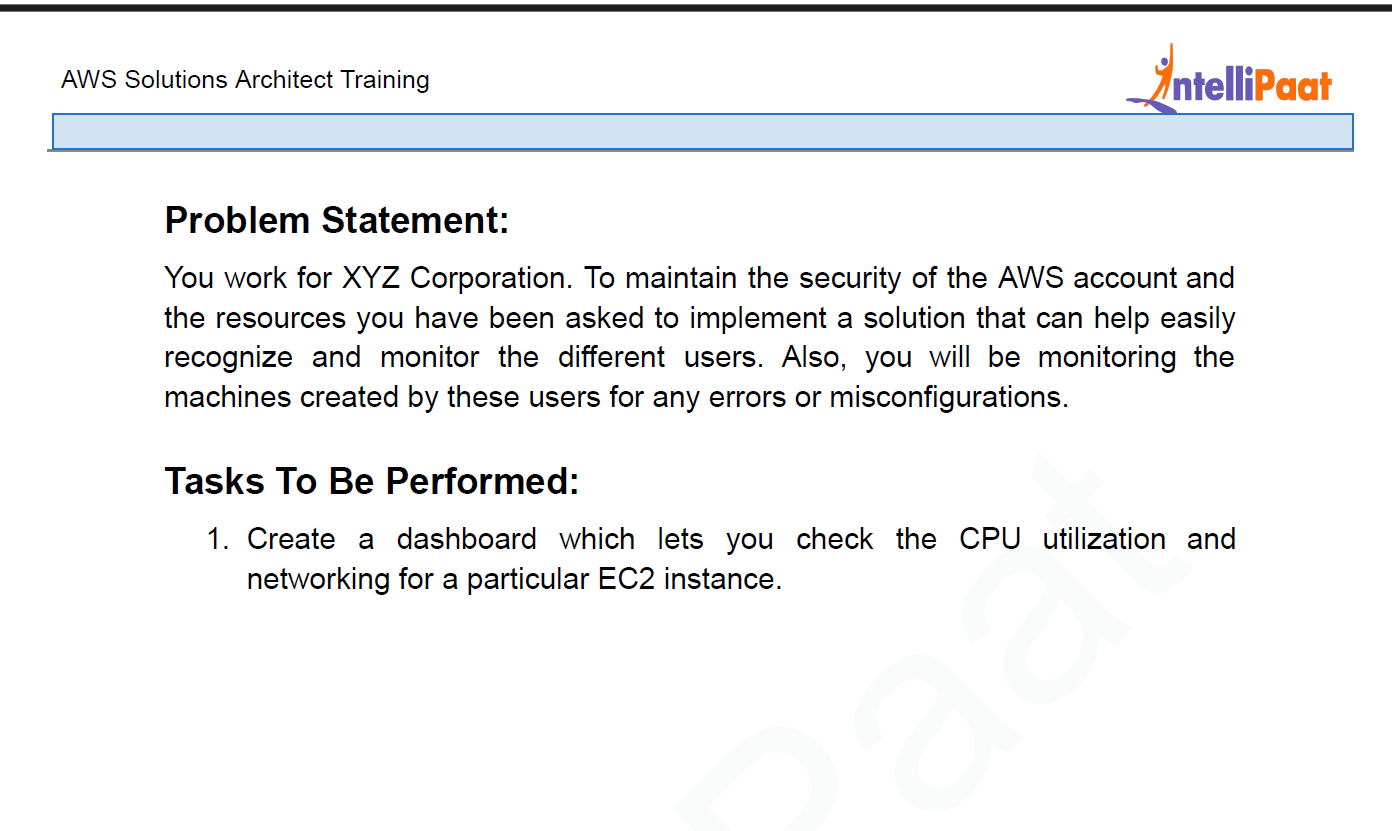 AWS Solutions Architect Training
IntelliPaat
Problem Statement:
You work for XYZ Corporation. To maintain the security of the AWS account and
the resources you have been asked to implement a solution that can help easily
recognize and monitor the different users. Also, you will be monitoring the
machines created by these users for any errors or misconfigurations.
Tasks To Be Performed:
1. Create a dashboard which lets you check the CPU utilization and
networking for a particular EC2 instance.
Paat